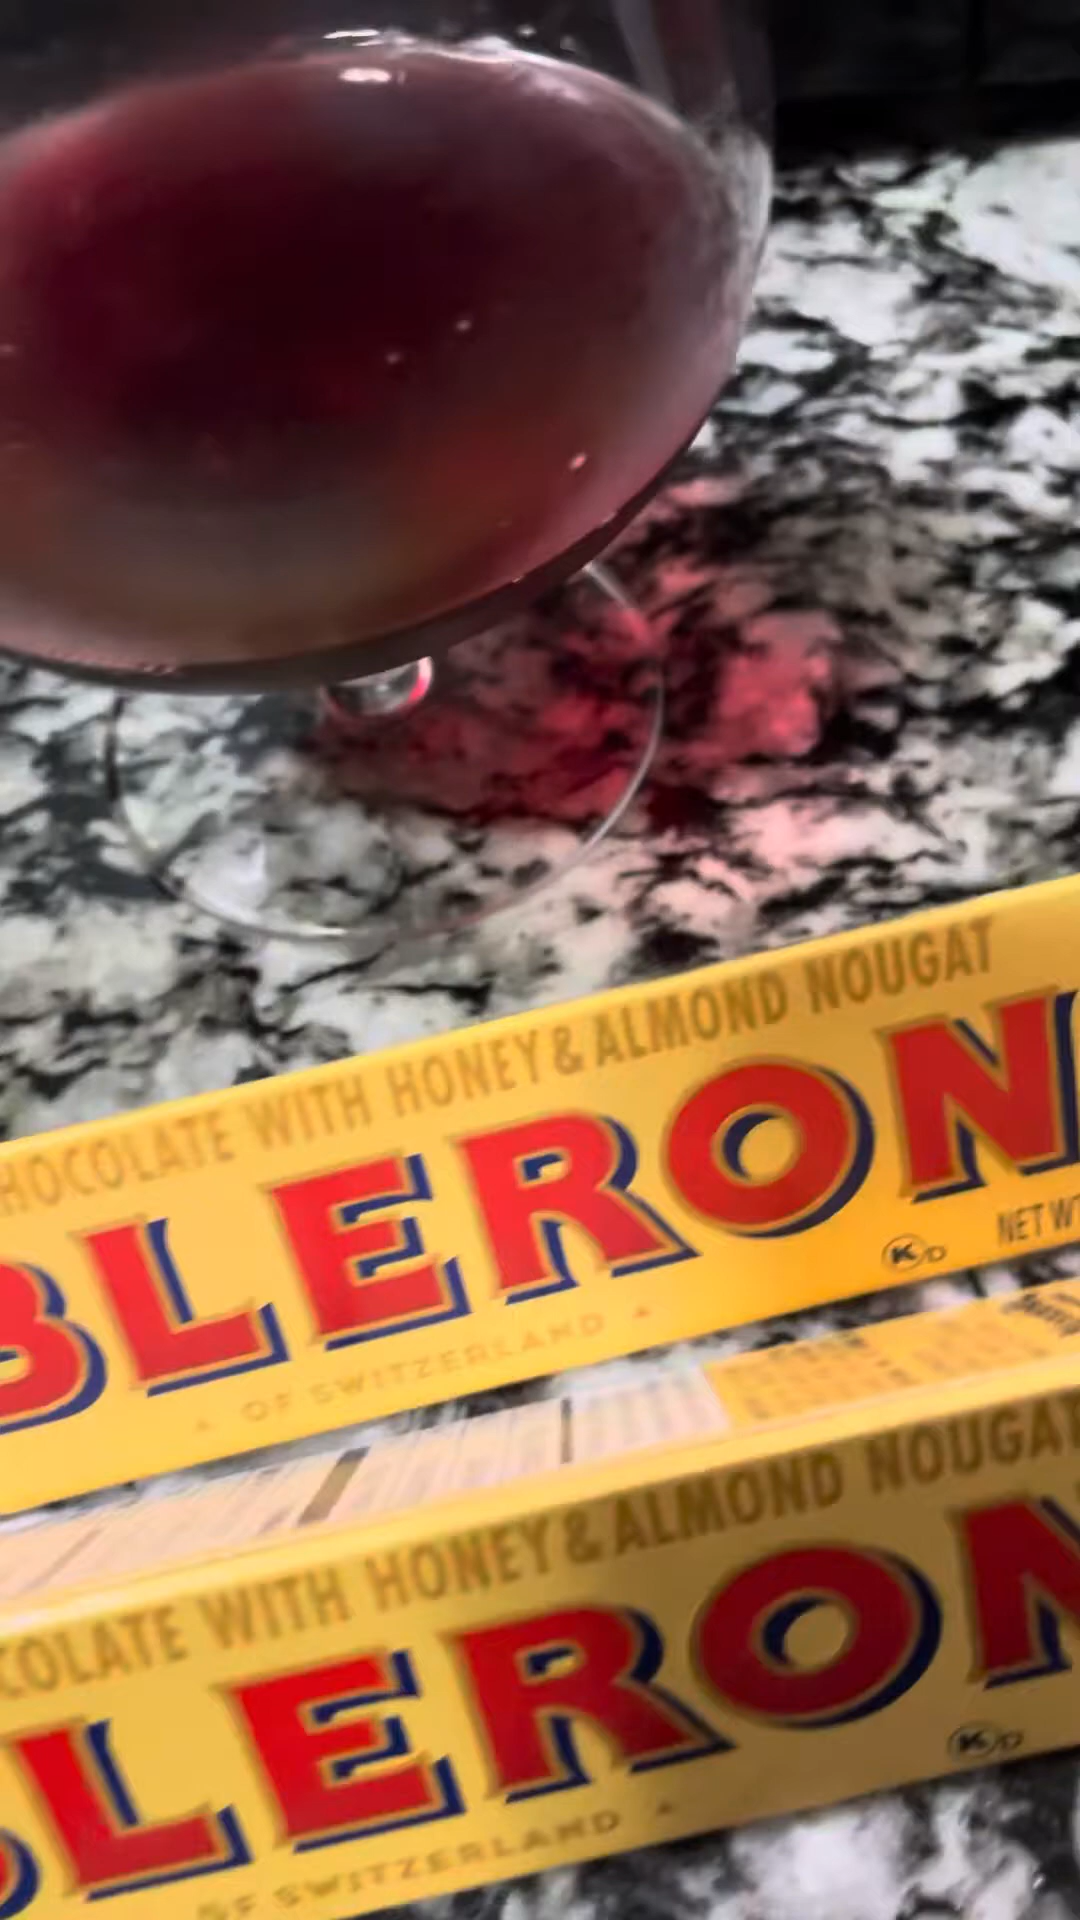 HOCOLATE WITH HONEY & ALMOND NOUGAT
BLERON
K D
NET WT
OF SWITZERLAND
COLATE WITH HONEY & ALMOND NOUGAT
BLERON
K D
OF SWITZERLAND